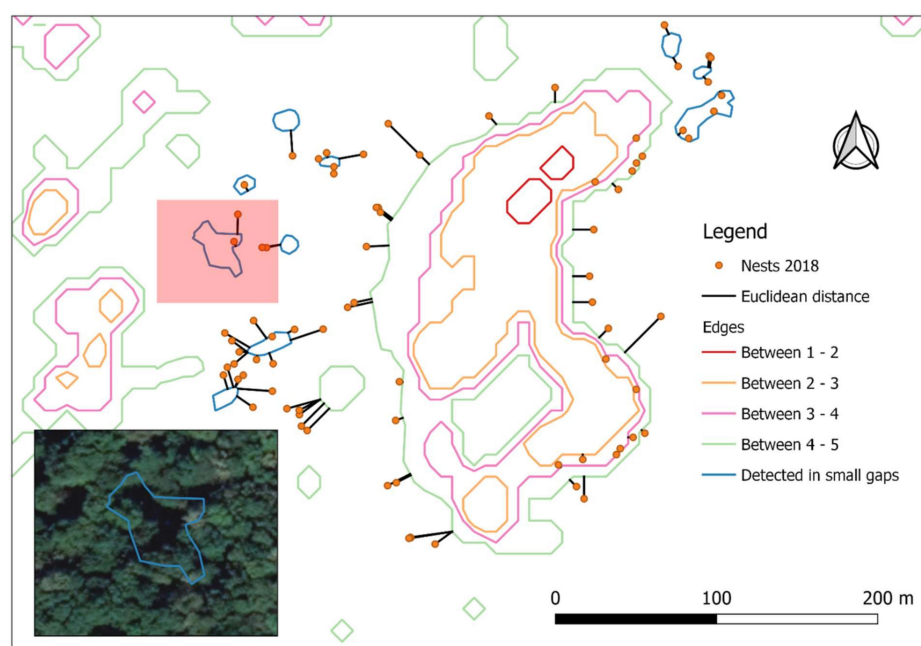 Legend
Nests 2018
Euclidean distance
Edges
Between 1 - 2
Between 2 - 3
Between 3 - 4
Between 4 - 5
Detected in small gaps
0 100 200 m